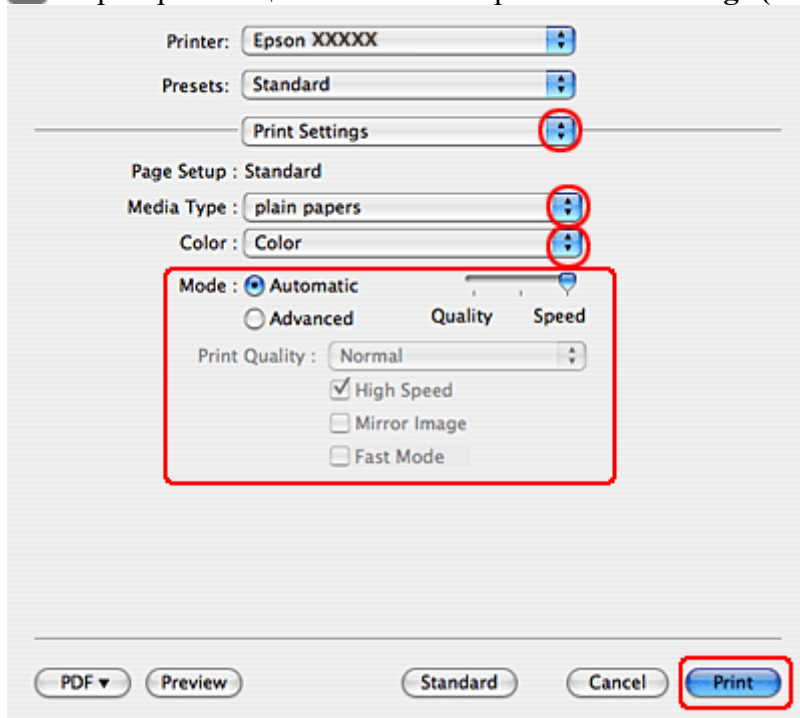 Printer: Epson XXXXX
Presets: Standard
Print Settings
Page Setup : Standard
Media Type : plain papers
Color : Color
Mode : Automatic
Advanced Quality Speed
Print Quality : Normal
High Speed
Mirror Image
Fast Mode
PDF Preview Standard Cancel Print